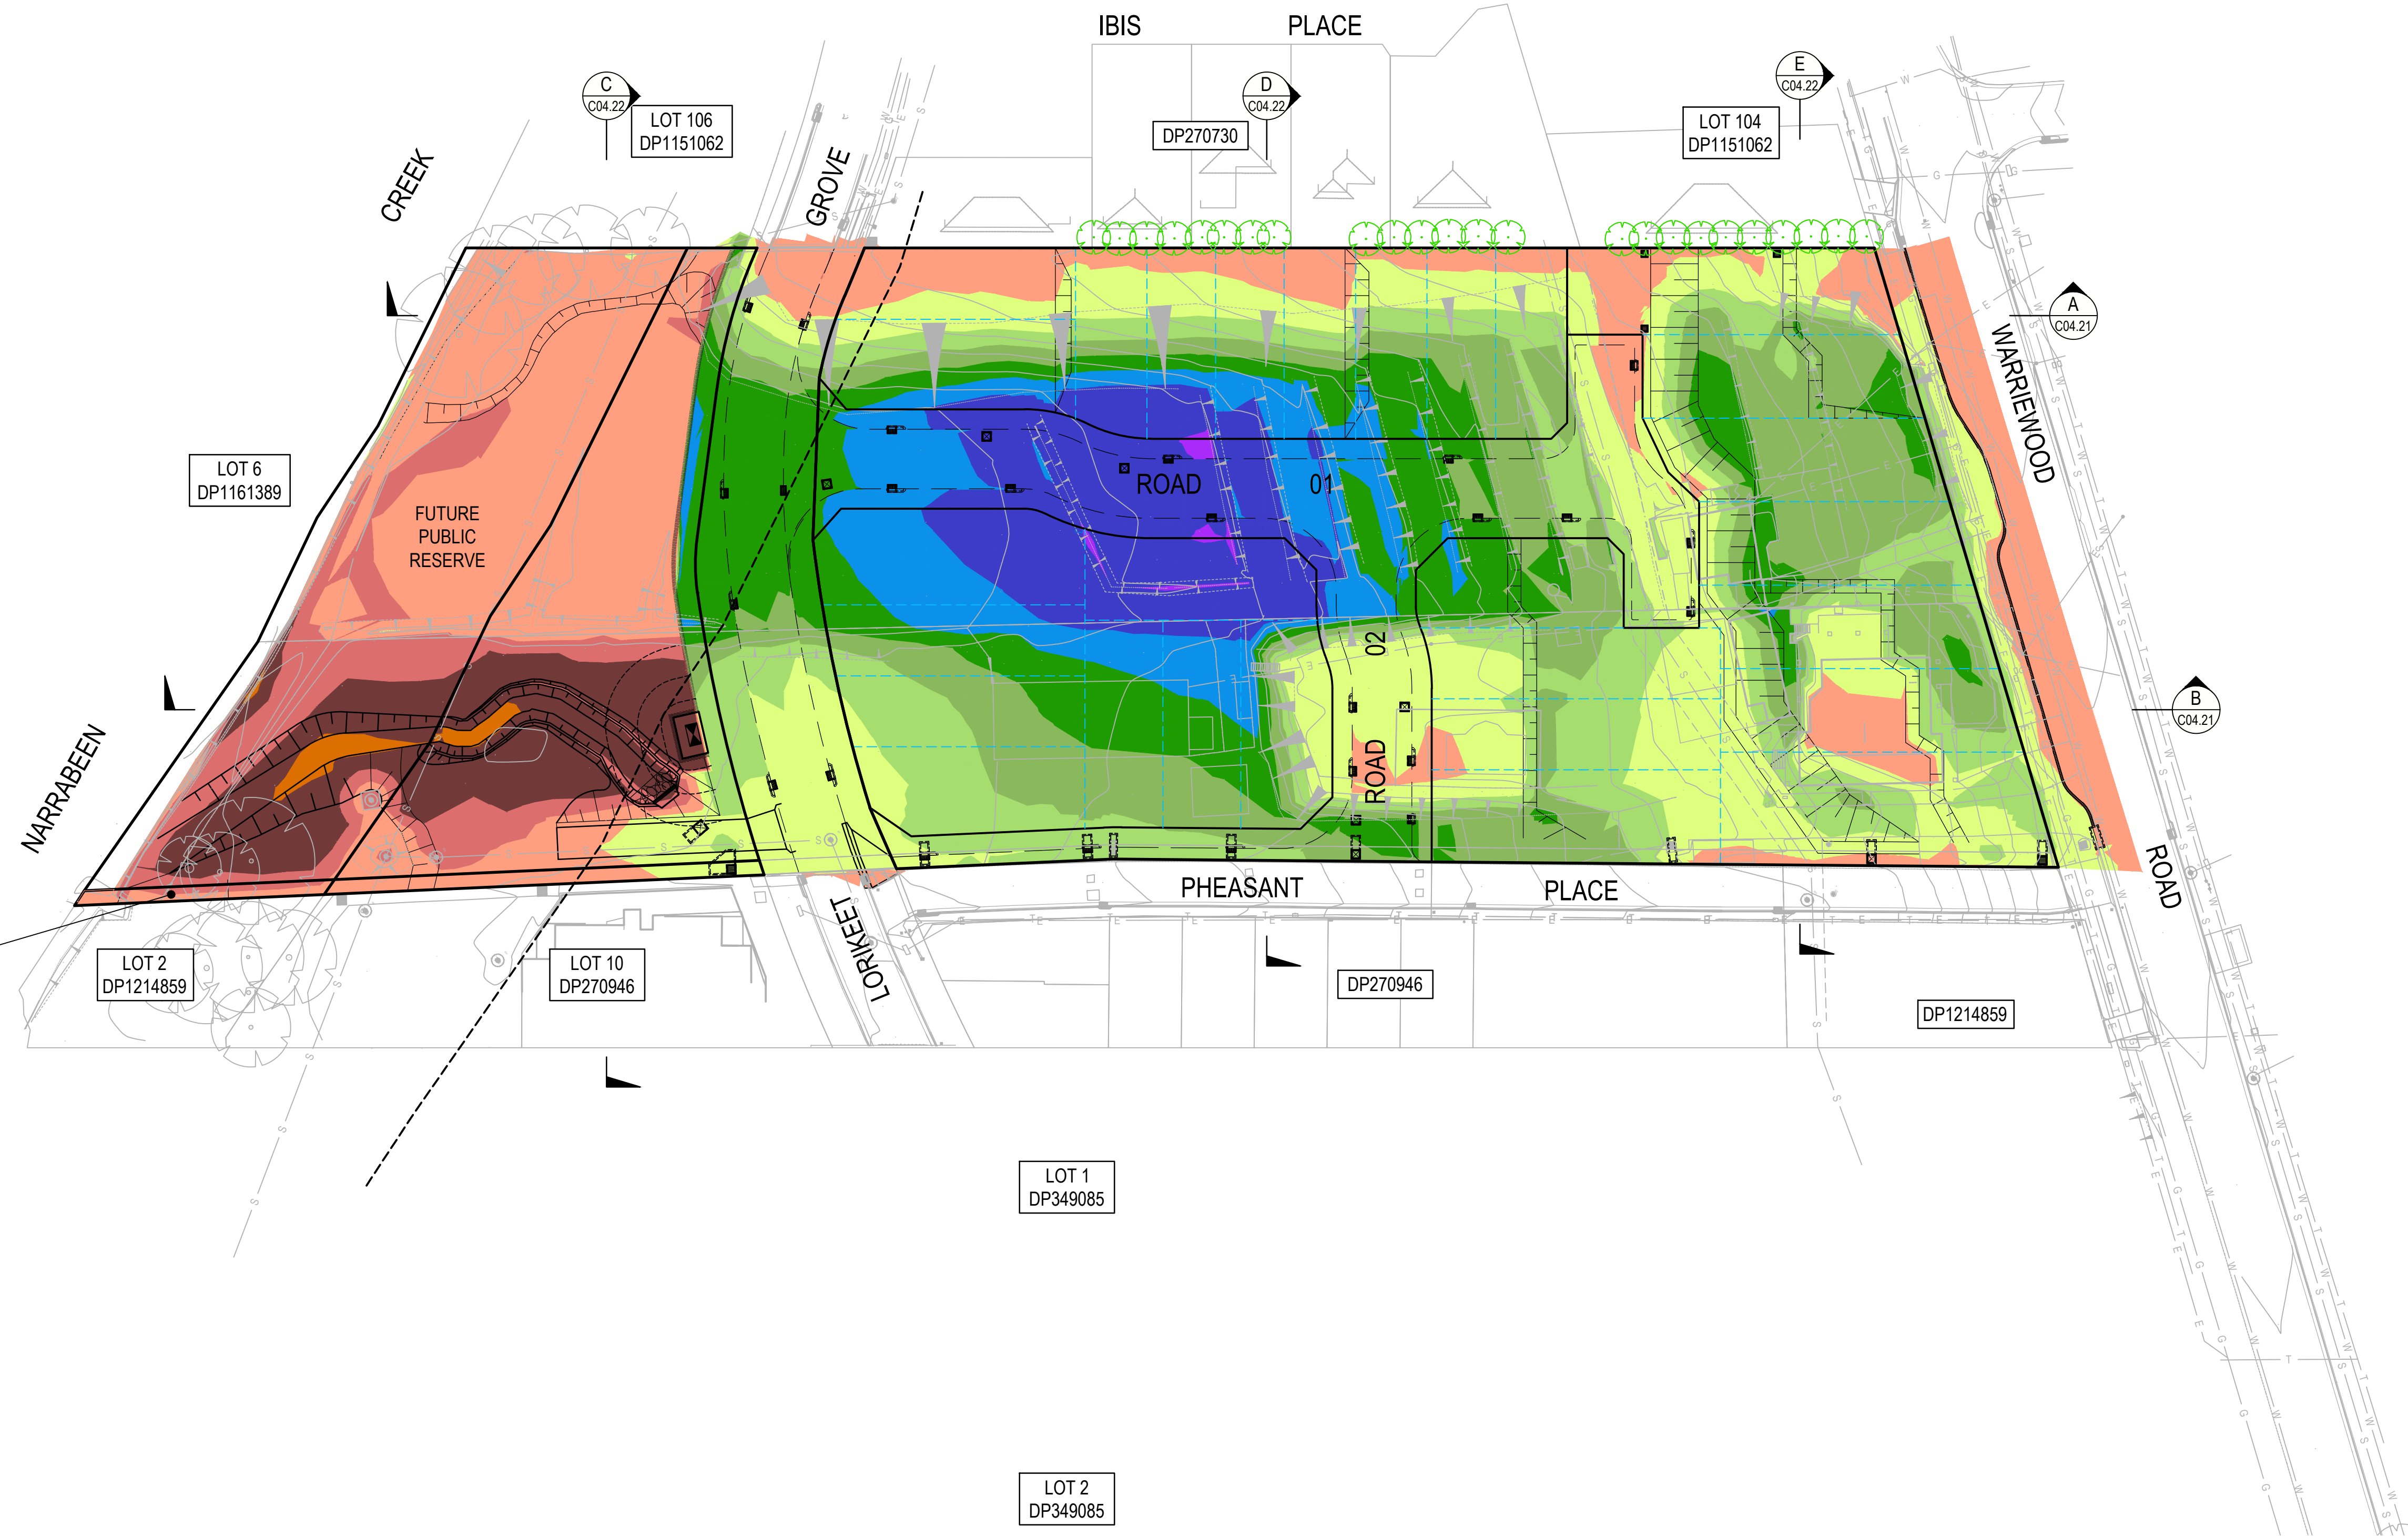 IBIS PLACE
C
C04.22
D
C04.22
E
C04.22
LOT 106
DP1151062
DP270730
LOT 104
DP1151062
CREEK
GROVE
A
C04.21
WARRIEWOOD
LOT 6
DP1161389
FUTURE
PUBLIC
RESERVE
ROAD 01
ROAD 02
B
C04.21
NARRABEEN
ROAD
PHEASANT PLACE
LORIKEET
LOT 2
DP1214859
LOT 10
DP270946
DP270946
DP1214859
LOT 1
DP349085
LOT 2
DP349085